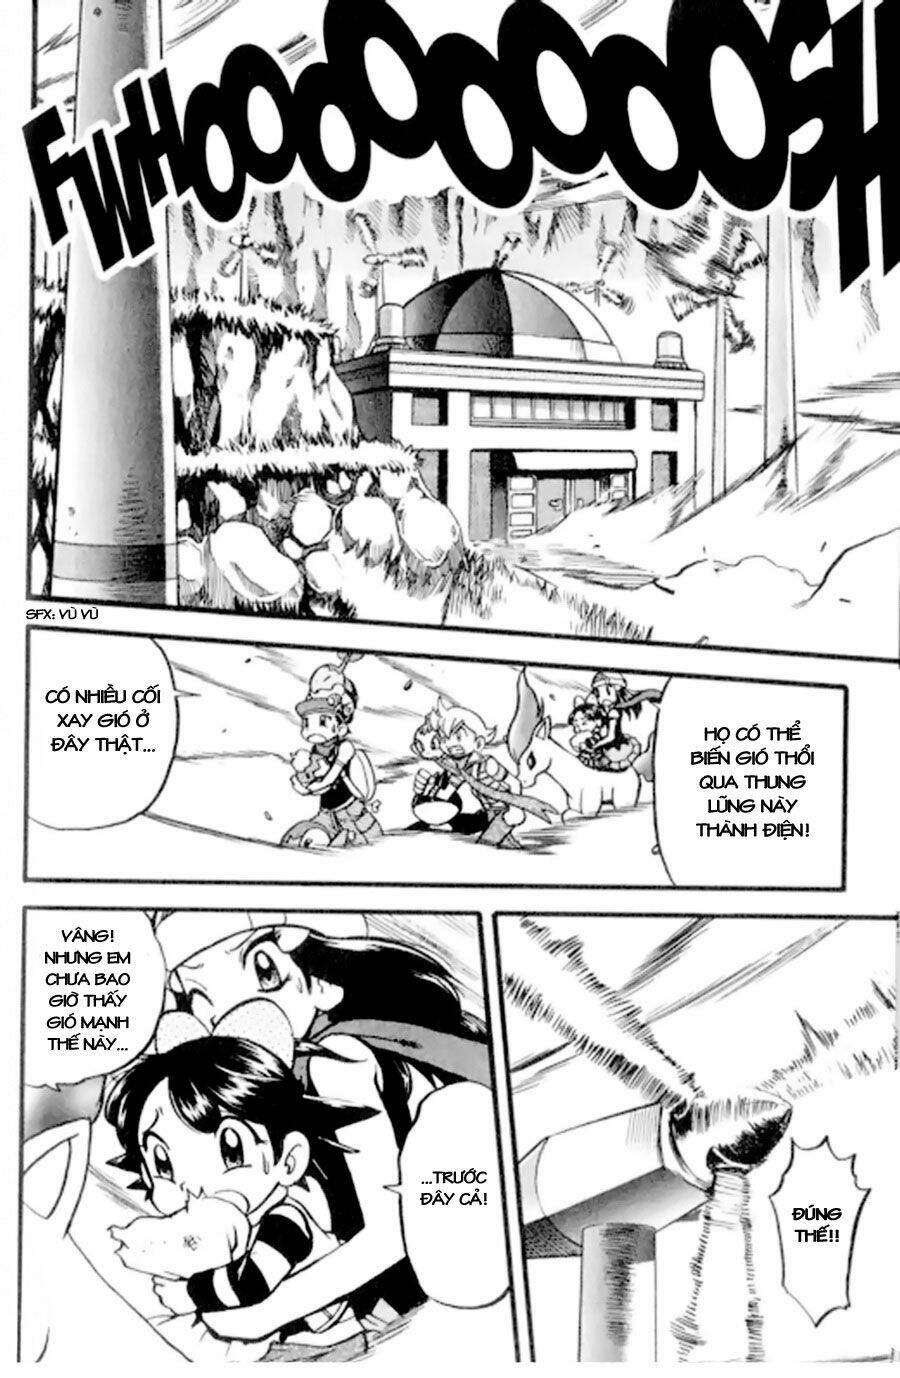 FWHOOOOOOOOOSH
SFX: VÙ VÙ
CÓ NHIỀU CỐI
XAY GIÓ Ở
ĐÂY THẬT...
HỌ CÓ THỂ
BIẾN GIÓ THỔI
QUA THUNG
LŨNG NÀY
THÀNH ĐIỆN!
VÂNG!
NHƯNG EM
CHƯA BAO
GIỜ THẤY
GIÓ MẠNH
THẾ NÀY...
...TRƯỚC
ĐÂY CẢ!
ĐÚNG
THẾ!!